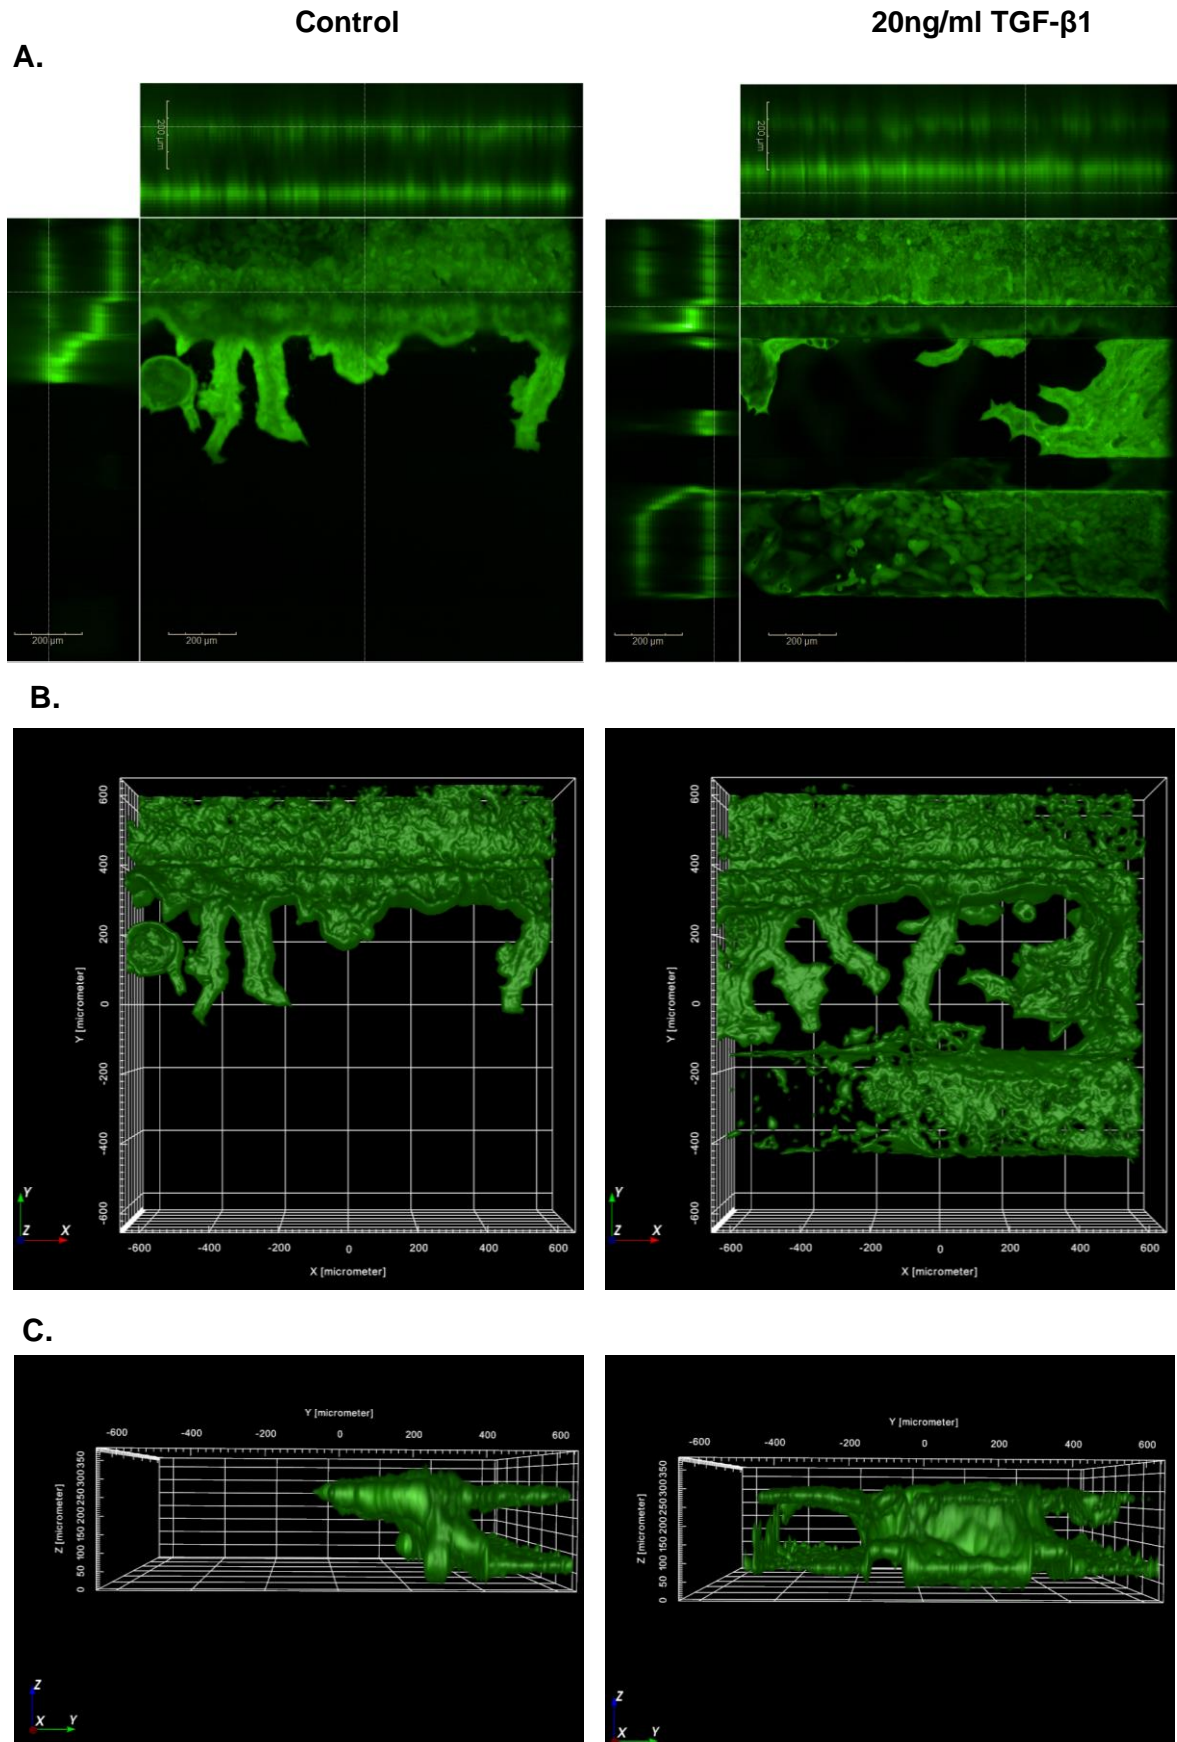 Control 20ng/ml TGF-β1
A.
200 µm 200 µm
200 µm 200 µm 200 µm 200 µm
B.
600 600
400 400
200 200
Y [micrometer] Y [micrometer]
0 0
-200 -200
-400 -400
-600 -600
Y Y
Z X Z X
-600 -400 -200 0 200 400 600 -600 -400 -200 0 200 400 600
X [micrometer] X [micrometer]
C.
Y [micrometer] Y [micrometer]
-600 -400 -200 0 200 400 600 -600 -400 -200 0 200 400 600
Z [micrometer] Z [micrometer]
0 50 100 150 200 250 300 350 0 50 100 150 200 250 300 350
Z Z
X Y X Y